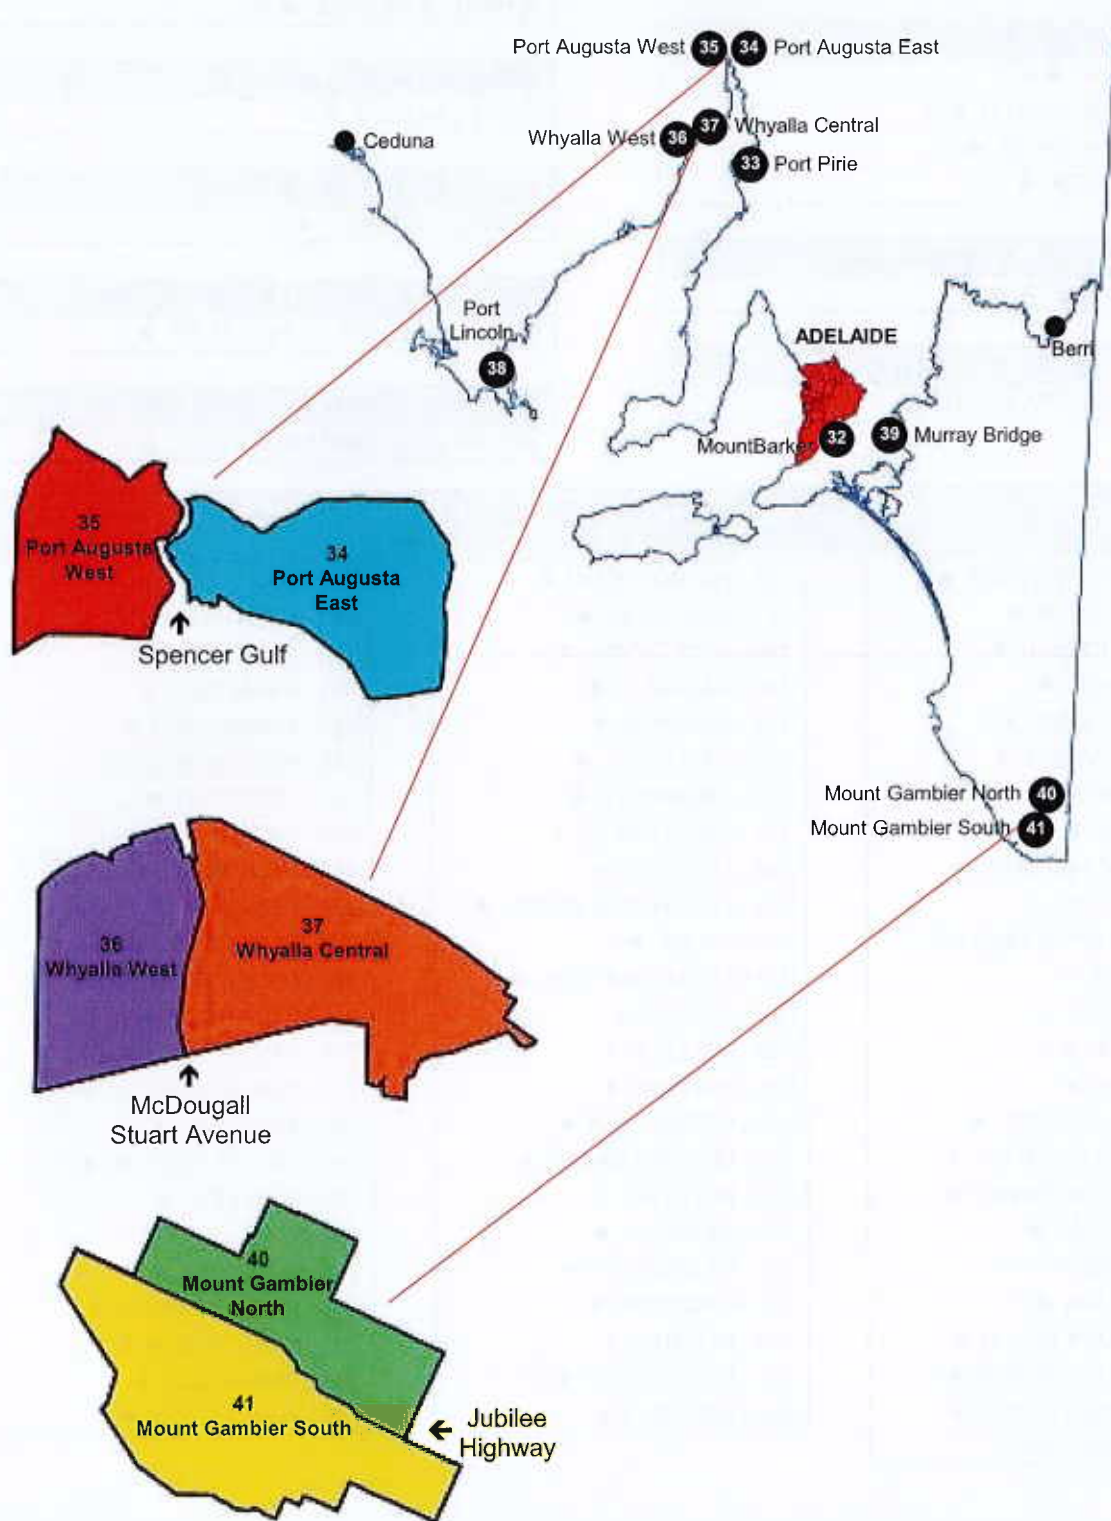 Port Augusta West 35 34 Port Augusta East
Whyalla West 36 37 Whyalla Central
Ceduna
33 Port Pirie
Port
Lincoln
38
ADELAIDE
Berri
MountBarker 32 39 Murray Bridge
35
Port Augusta
West
34
Port Augusta
East
Spencer Gulf
Mount Gambier North 40
Mount Gambier South 41
36
Whyalla West
37
Whyalla Central
McDougall
Stuart Avenue
40
Mount Gambier
North
41
Mount Gambier South
Jubilee
Highway